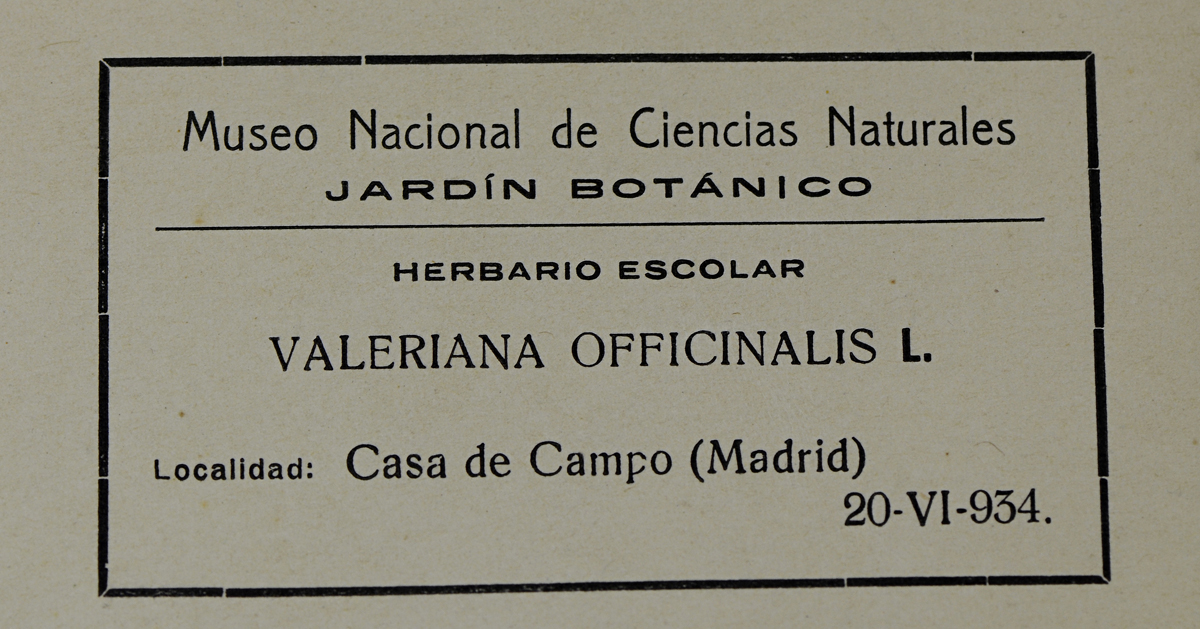 Museo Nacional de Ciencias Naturales
JARDÍN BOTÁNICO
HERBARIO ESCOLAR
VALERIANA OFFICINALIS L.
Localidad: Casa de Campo (Madrid)
20-VI-934.